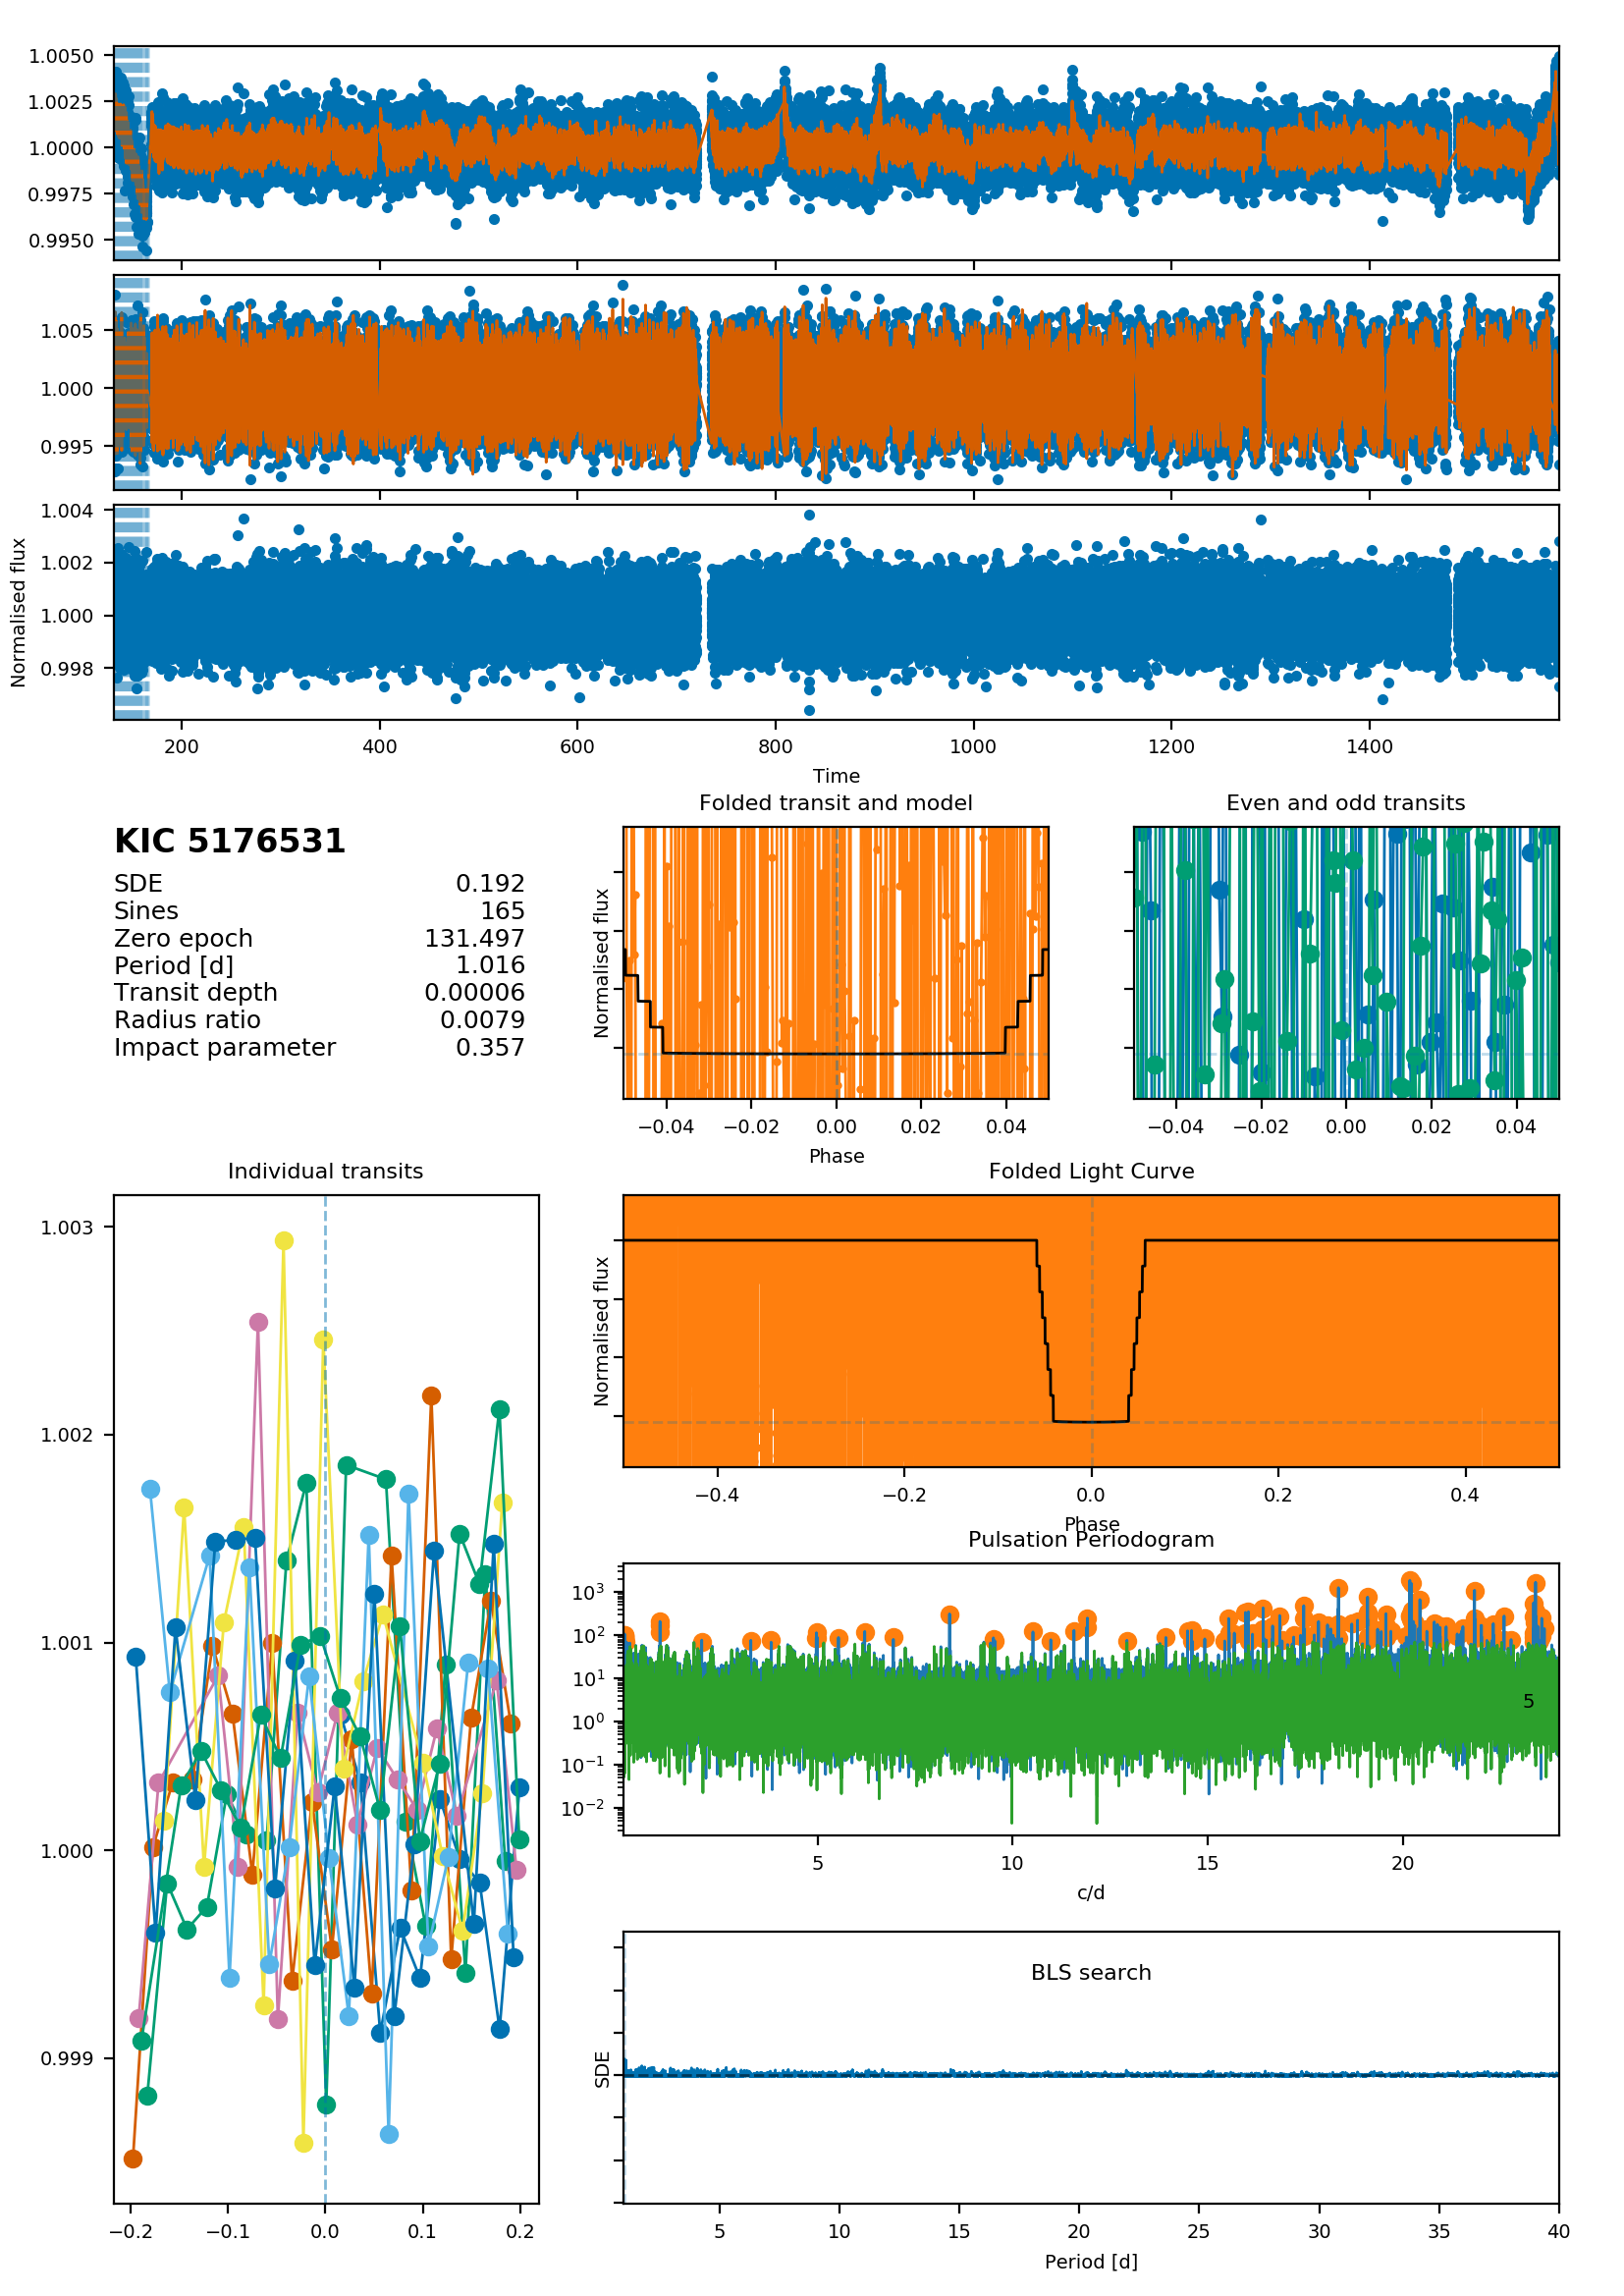 1.0050
1.0025
1.0000
0.9975
0.9950
1.005
1.000
0.995
1.004
1.002
1.000
0.998
Normalised flux
200 400 600 800 1000 1200 1400
Time
KIC 5176531
SDE 0.192
Sines 165
Zero epoch 131.497
Period [d] 1.016
Transit depth 0.00006
Radius ratio 0.0079
Impact parameter 0.357
Folded transit and model
Normalised flux
−0.04 −0.02 0.00 0.02 0.04
Phase
Even and odd transits
−0.04 −0.02 0.00 0.02 0.04
Individual transits
1.003
1.002
1.001
1.000
0.999
−0.2 −0.1 0.0 0.1 0.2
Folded Light Curve
Normalised flux
−0.4 −0.2 0.0 0.2 0.4
Phase
Pulsation Periodogram
10³
10²
10¹
10⁰
10⁻¹
10⁻²
5
5 10 15 20
c/d
BLS search
SDE
5 10 15 20 25 30 35 40
Period [d]